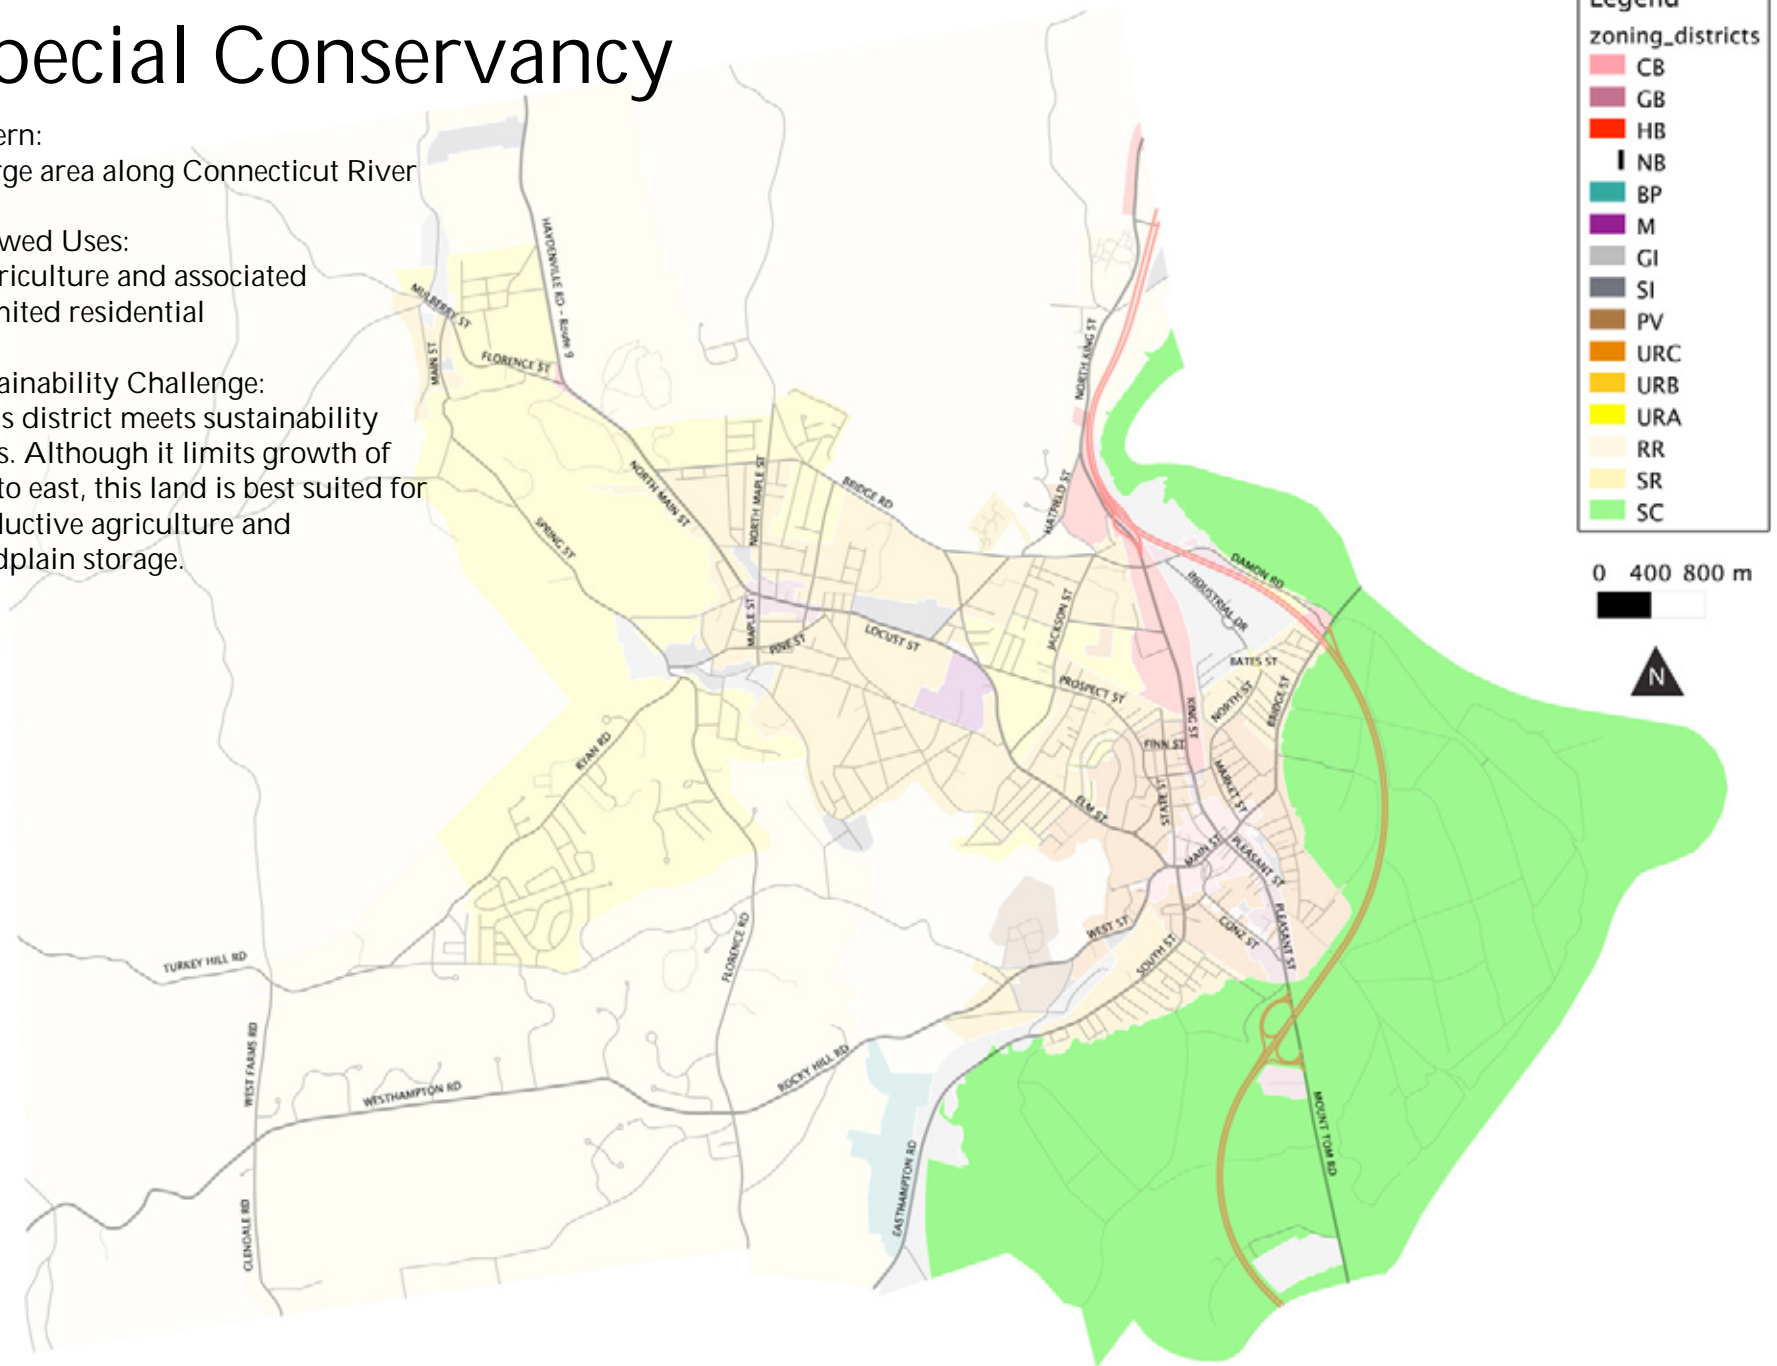 pecial Conservancy
ern:
rge area along Connecticut River
wed Uses:
riculture and associated
nited residential
ainability Challenge:
s district meets sustainability
s. Although it limits growth of
to east, this land is best suited for
ductive agriculture and
dplain storage.
Legend
zoning_districts
CB
GB
HB
NB
BP
M
GI
SI
PV
URC
URB
URA
RR
SR
SC
0 400 800 m
N
HAYDENVILLE RD - Route 9
MULBERRY ST
MAIN ST
FLORENCE ST
NORTH KING ST
NORTH MAIN ST
NORTH MAPLE ST
BRIDGE RD
HATFIELD ST
SPRING ST
DAMON RD
INDUSTRIAL DR
MAPLE ST
PINE ST
LOCUST ST
JACKSON ST
BATES ST
PROSPECT ST
NORTH ST
BRIDGE ST
KING ST
RYAN RD
FINN ST
MARKET ST
STATE ST
ELM ST
MAIN ST
PLEASANT ST
WEST ST
CONZ ST
PLEASANT ST
SOUTH ST
FLORENCE RD
TURKEY HILL RD
WEST FARMS RD
WESTHAMPTON RD
ROCKY HILL RD
MOUNT TOM RD
EASTHAMPTON RD
GLENDALE RD